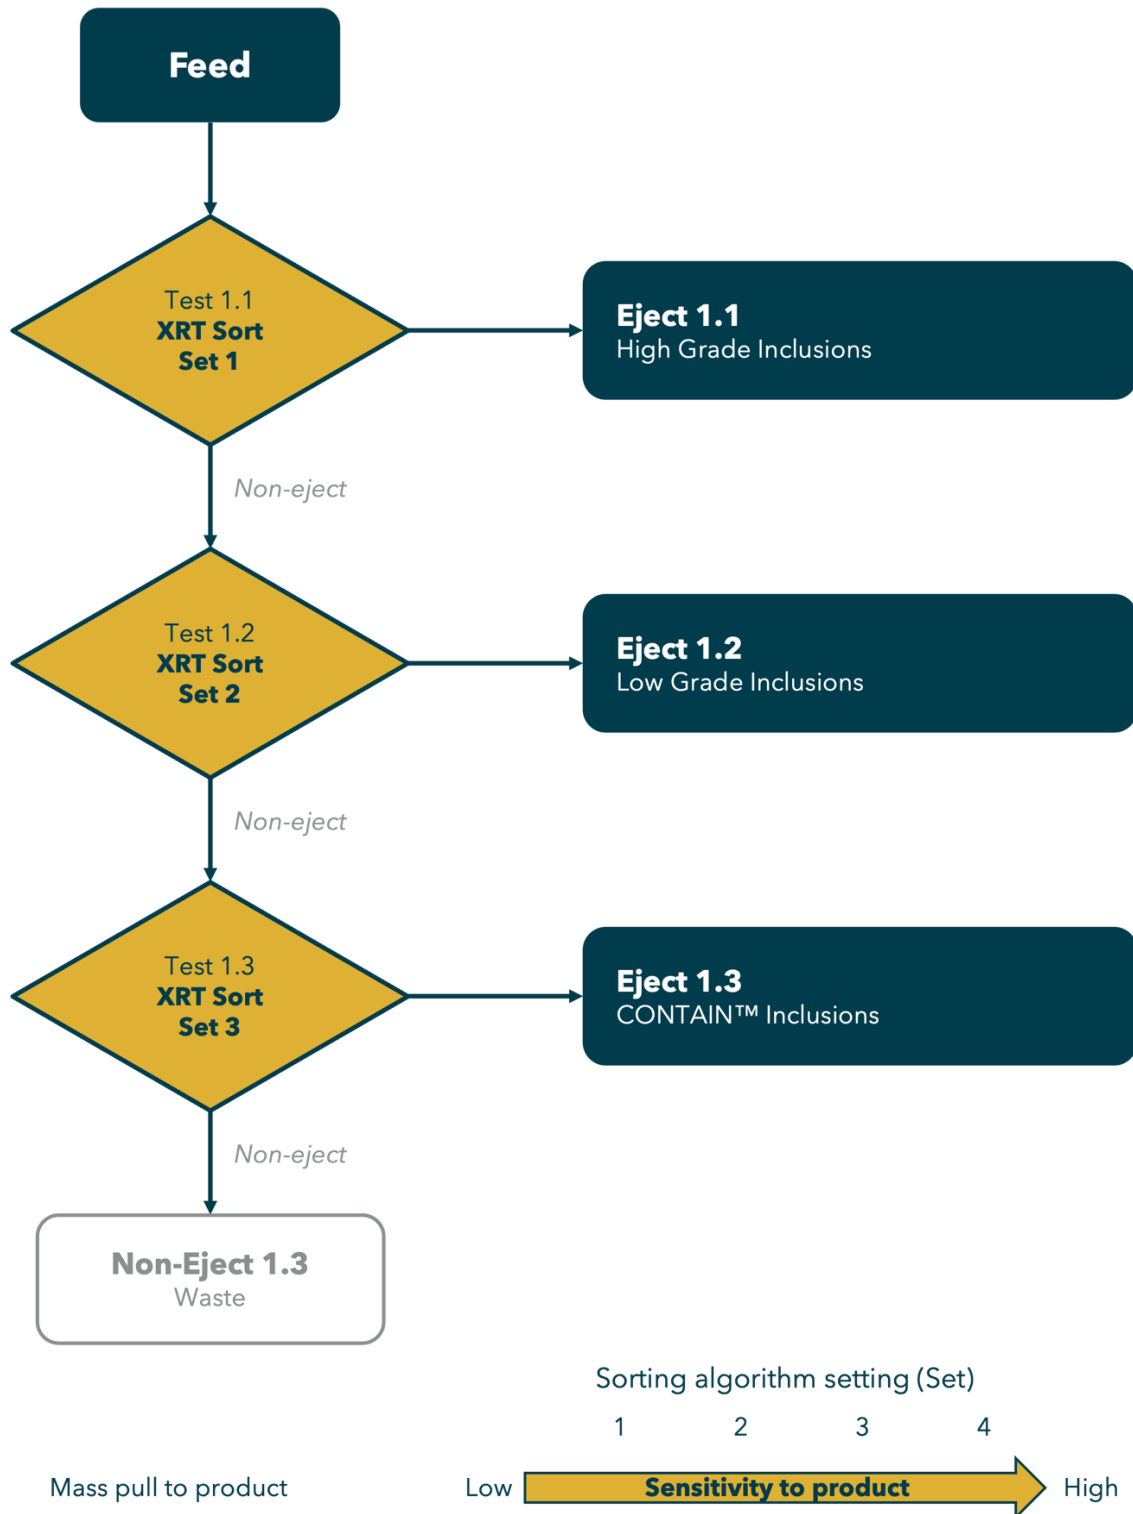 Feed
Test 1.1
XRT Sort
Set 1
Eject 1.1
High Grade Inclusions
Non-eject
Test 1.2
XRT Sort
Set 2
Eject 1.2
Low Grade Inclusions
Non-eject
Test 1.3
XRT Sort
Set 3
Eject 1.3
CONTAIN™ Inclusions
Non-eject
Non-Eject 1.3
Waste
Sorting algorithm setting (Set)
1 2 3 4
Mass pull to product Low Sensitivity to product High